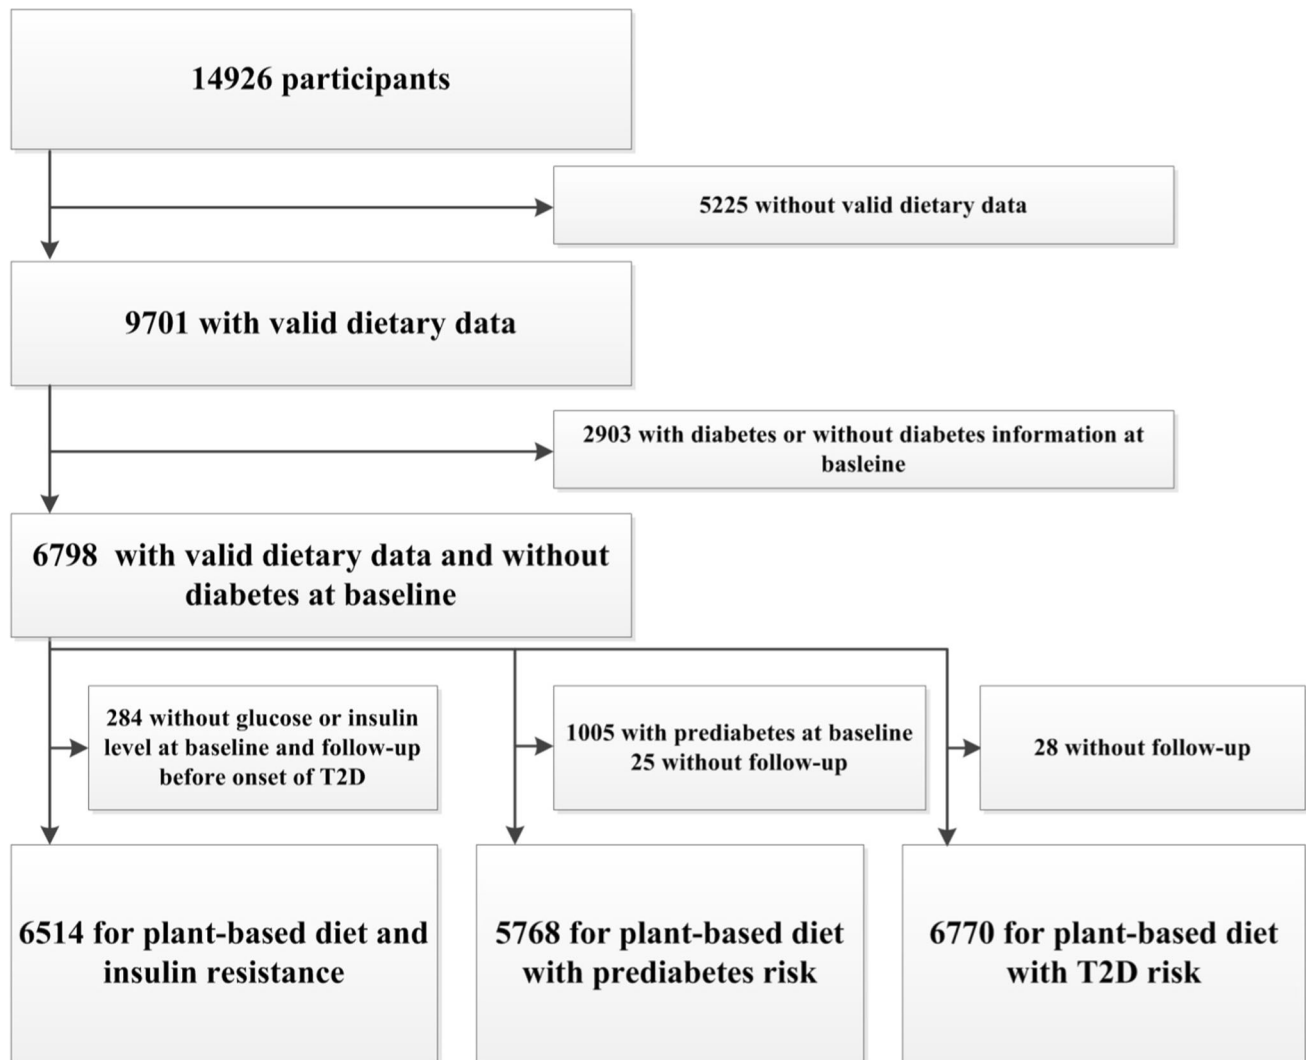 14926 participants
5225 without valid dietary data
9701 with valid dietary data
2903 with diabetes or without diabetes information at
basleine
6798  with valid dietary data and without
diabetes at baseline
284 without glucose or insulin
level at baseline and follow-up
before onset of T2D
1005 with prediabetes at baseline
25 without follow-up
28 without follow-up
6514 for plant-based diet and
insulin resistance
5768 for plant-based diet
with prediabetes risk
6770 for plant-based diet
with T2D risk